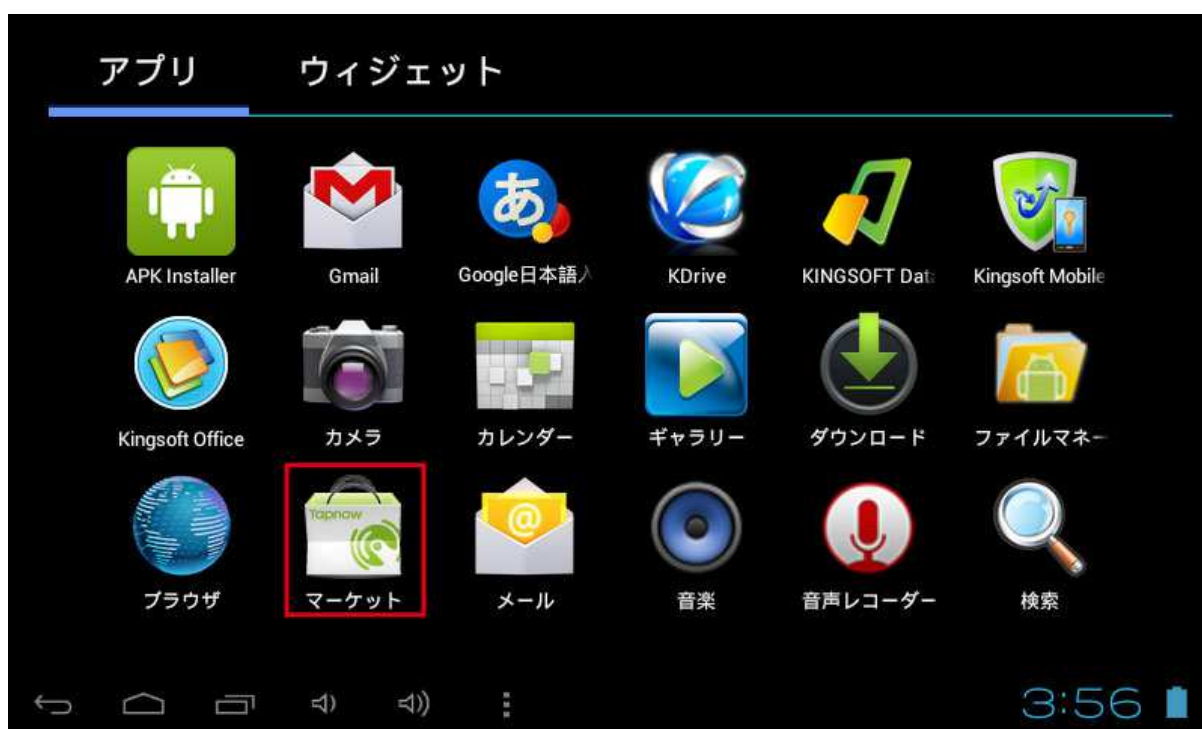 アプリ ウィジェット
APK Installer Gmail Google日本語入 KDrive KINGSOFT Data Kingsoft Mobile
あ
Kingsoft Office カメラ カレンダー ギャラリー ダウンロード ファイルマネー
Tapnow
@
ブラウザ マーケット メール 音楽 音声レコーダー 検索
3:56